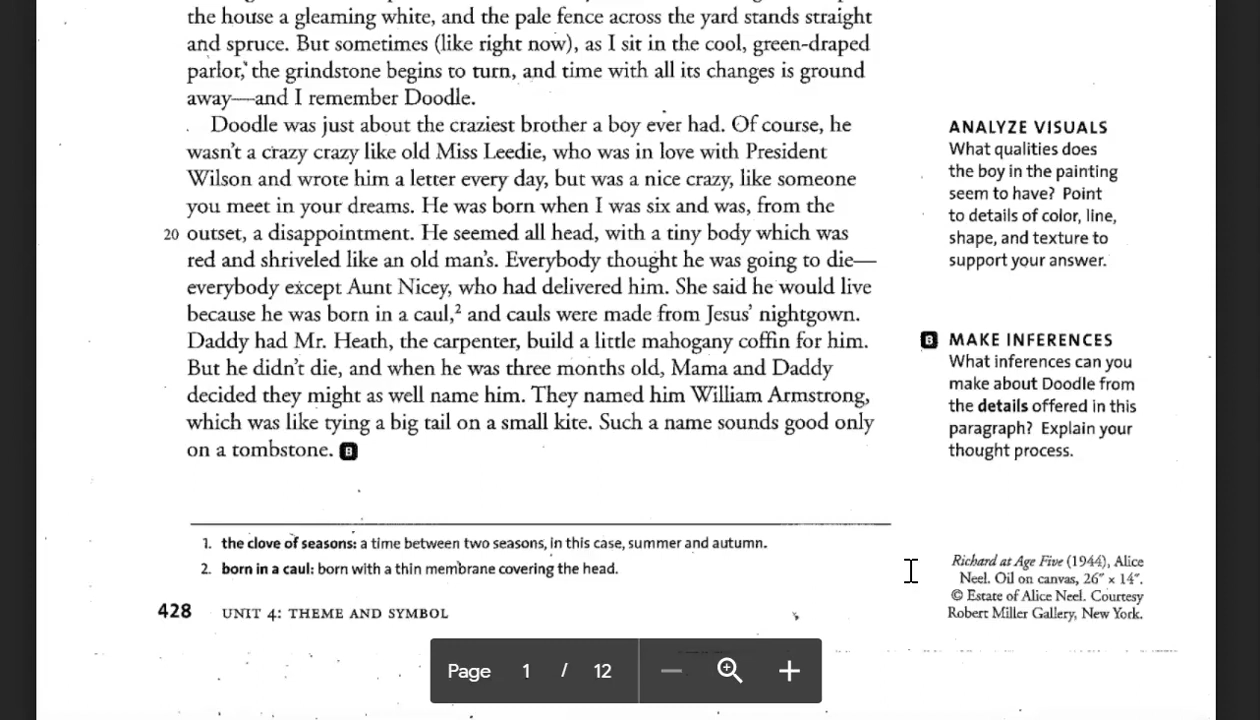 the house a gleaming white, and the pale fence across the yard stands straight
and spruce. But sometimes (like right now), as I sit in the cool, green-draped
parlor, the grindstone begins to turn, and time with all its changes is ground
away—and I remember Doodle.
Doodle was just about the craziest brother a boy ever had. Of course, he
wasn't a crazy crazy like old Miss Leedie, who was in love with President
Wilson and wrote him a letter every day, but was a nice crazy, like someone
you meet in your dreams. He was born when I was six and was, from the
20 outset, a disappointment. He seemed all head, with a tiny body which was
red and shriveled like an old man's. Everybody thought he was going to die—
everybody except Aunt Nicey, who had delivered him. She said he would live
because he was born in a caul,² and cauls were made from Jesus' nightgown.
Daddy had Mr. Heath, the carpenter, build a little mahogany coffin for him.
But he didn't die, and when he was three months old, Mama and Daddy
decided they might as well name him. They named him William Armstrong,
which was like tying a big tail on a small kite. Such a name sounds good only
on a tombstone. B
1. the clove of seasons: a time between two seasons, in this case, summer and autumn.
2. born in a caul: born with a thin membrane covering the head.
428 UNIT 4: THEME AND SYMBOL
ANALYZE VISUALS
What qualities does
the boy in the painting
seem to have? Point
to details of color, line,
shape, and texture to
support your answer.
B MAKE INFERENCES
What inferences can you
make about Doodle from
the details offered in this
paragraph? Explain your
thought process.
Richard at Age Five (1944), Alice
Neel. Oil on canvas, 26" × 14".
© Estate of Alice Neel. Courtesy
Robert Miller Gallery, New York.
Page 1 / 12